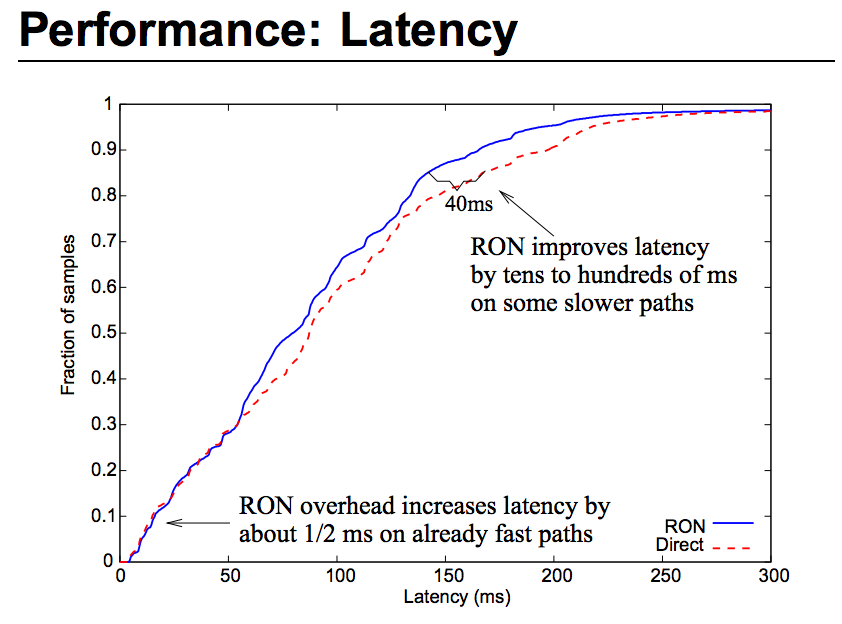 Performance: Latency
1
0.9
0.8
0.7
0.6
0.5
0.4
0.3
0.2
0.1
0
Fraction of samples
40ms
RON improves latency
by tens to hundreds of ms
on some slower paths
RON overhead increases latency by
about 1/2 ms on already fast paths
RON
Direct
0 50 100 150 200 250 300
Latency (ms)